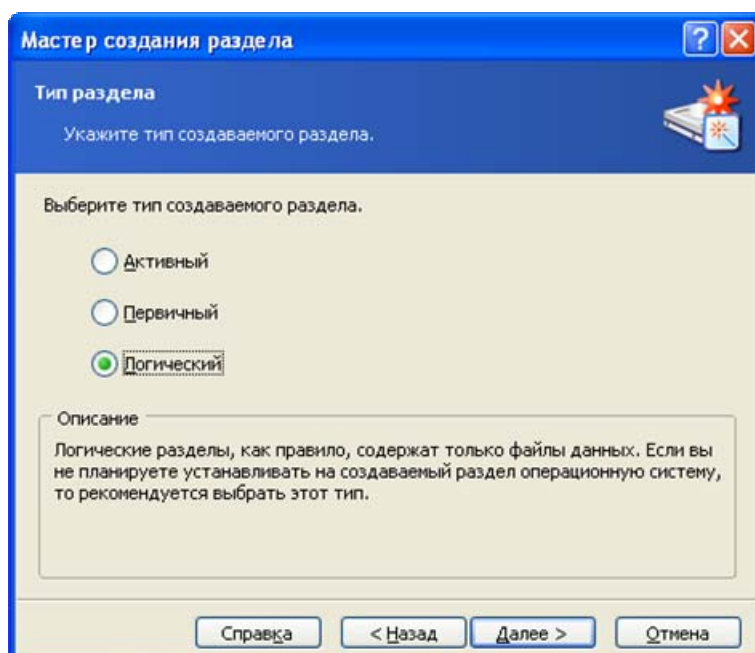 Мастер создания раздела
Тип раздела
Укажите тип создаваемого раздела.
Выберите тип создаваемого раздела.
Активный
Первичный
Логический
Описание
Логические разделы, как правило, содержат только файлы данных. Если вы
не планируете устанавливать на создаваемый раздел операционную систему,
то рекомендуется выбрать этот тип.
Справка
< Назад
Далее >
Отмена